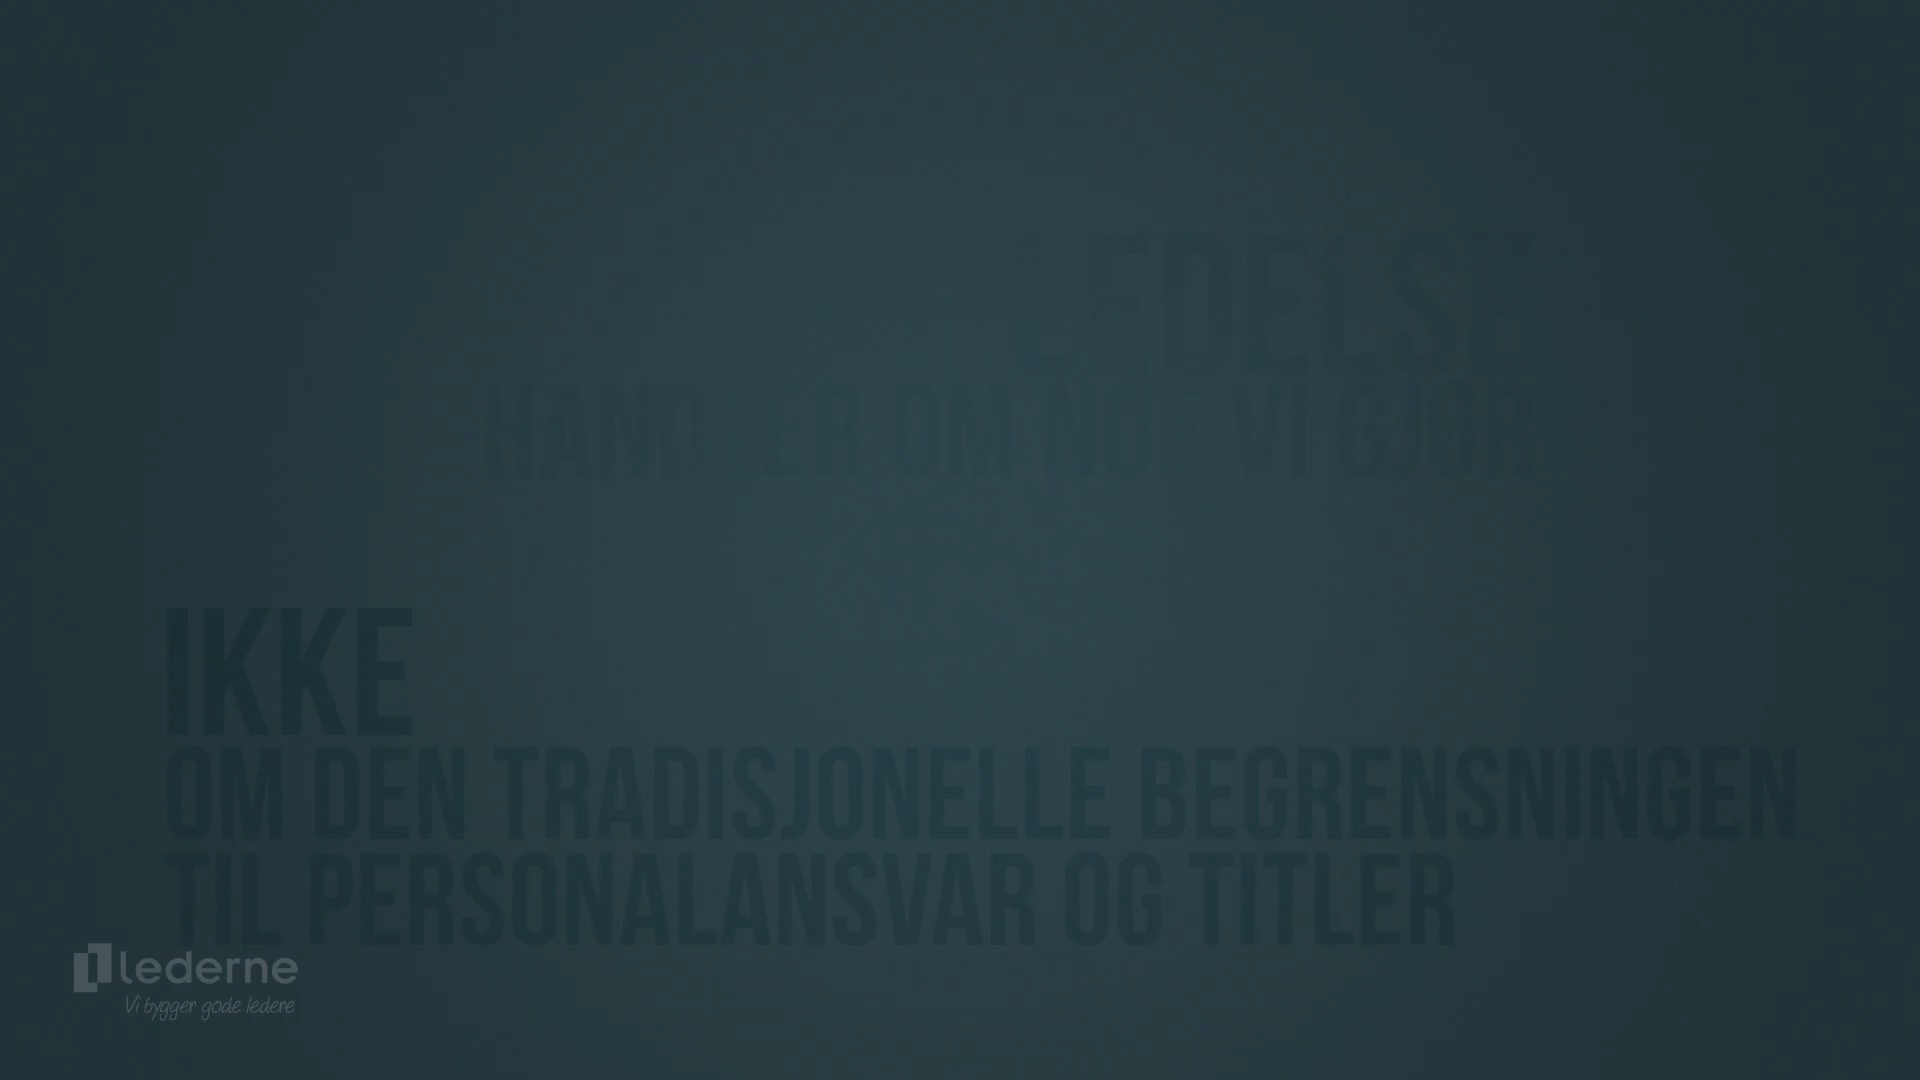 LEDELSE
HANDLER OM NOE VI GJØR
IKKE
OM DEN TRADISJONELLE BEGRENSNINGEN
TIL PERSONALANSVAR OG TITLER
lederne
Vi bygger gode ledere